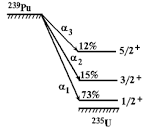 ²³⁹Pu
α₃
12% 5/2⁺
α₂
15% 3/2⁺
α₁
73% 1/2⁺
²³⁵U